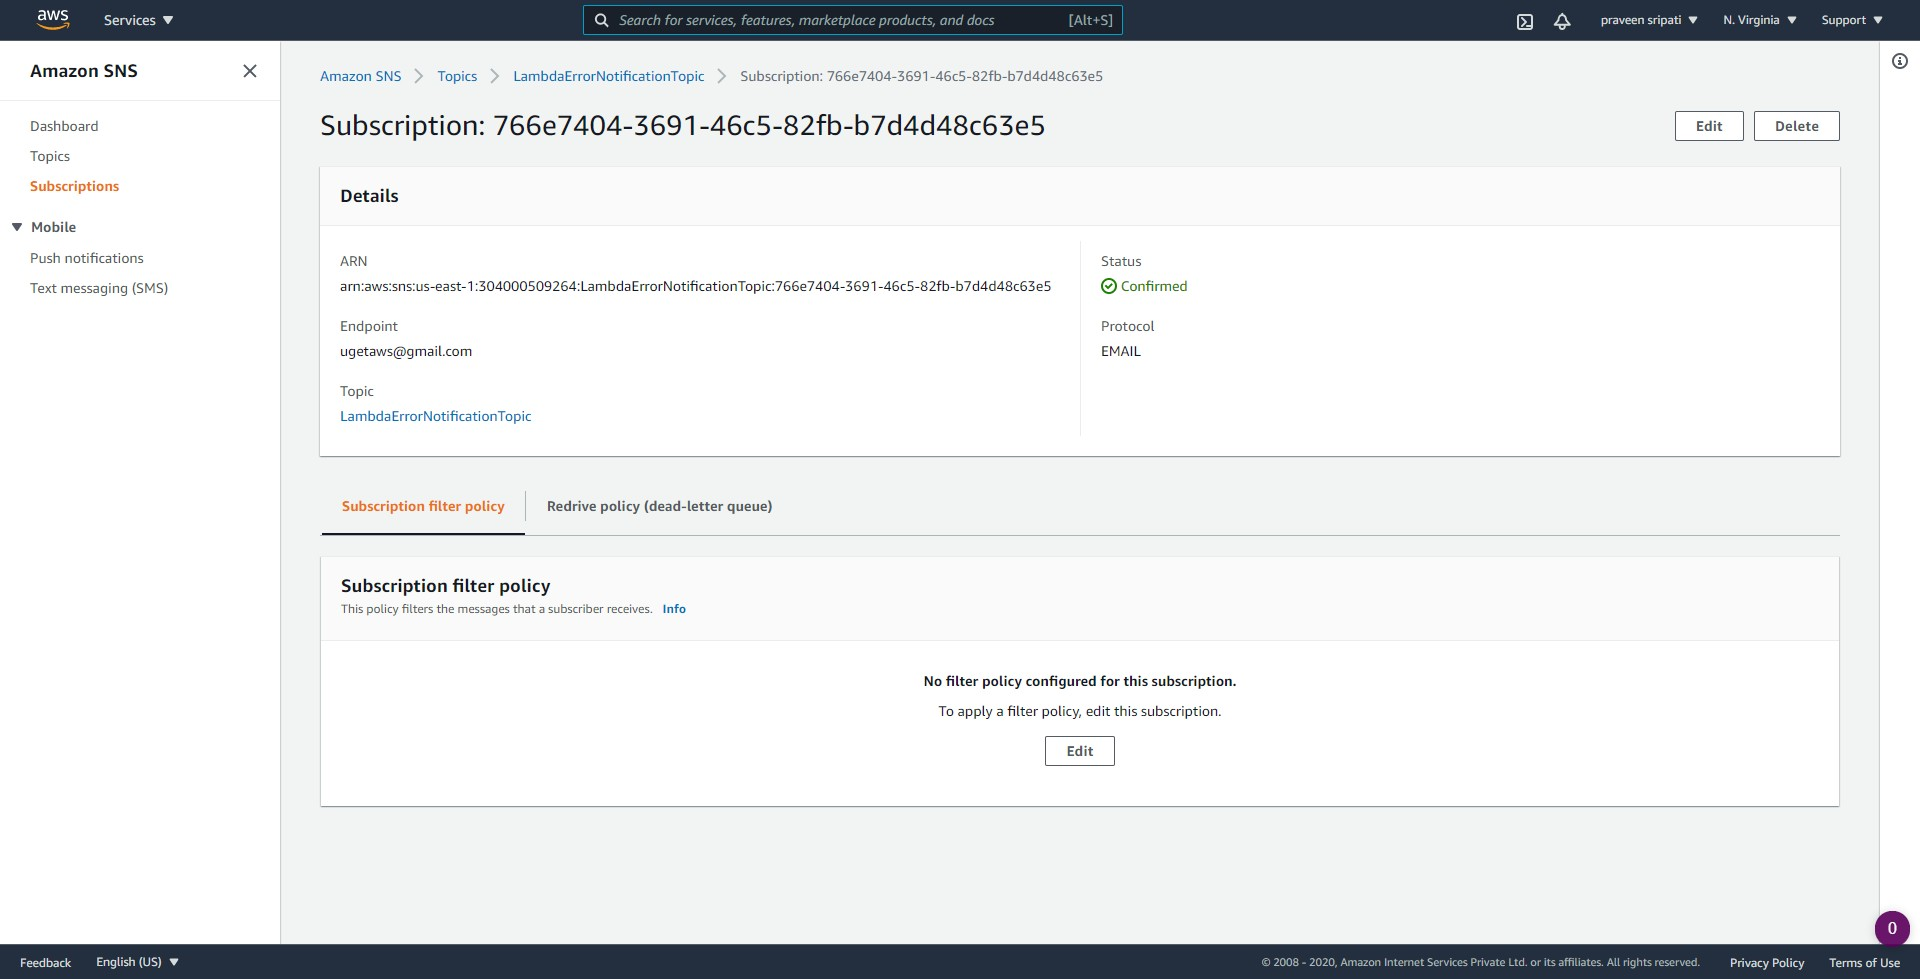 aws
Services
Search for services, features, marketplace products, and docs [Alt+S]
praveen sripati
N. Virginia
Support
Amazon SNS
Dashboard
Topics
Subscriptions
Mobile
Push notifications
Text messaging (SMS)
Amazon SNS
Topics
LambdaErrorNotificationTopic
Subscription: 766e7404-3691-46c5-82fb-b7d4d48c63e5
Subscription: 766e7404-3691-46c5-82fb-b7d4d48c63e5
Edit
Delete
Details
ARN
arn:aws:sns:us-east-1:304000509264:LambdaErrorNotificationTopic:766e7404-3691-46c5-82fb-b7d4d48c63e5
Endpoint
ugetaws@gmail.com
Topic
LambdaErrorNotificationTopic
Status
Confirmed
Protocol
EMAIL
Subscription filter policy
Redrive policy (dead-letter queue)
Subscription filter policy
This policy filters the messages that a subscriber receives. Info
No filter policy configured for this subscription.
To apply a filter policy, edit this subscription.
Edit
0
Feedback
English (US)
© 2008 - 2020, Amazon Internet Services Private Ltd. or its affiliates. All rights reserved.
Privacy Policy
Terms of Use